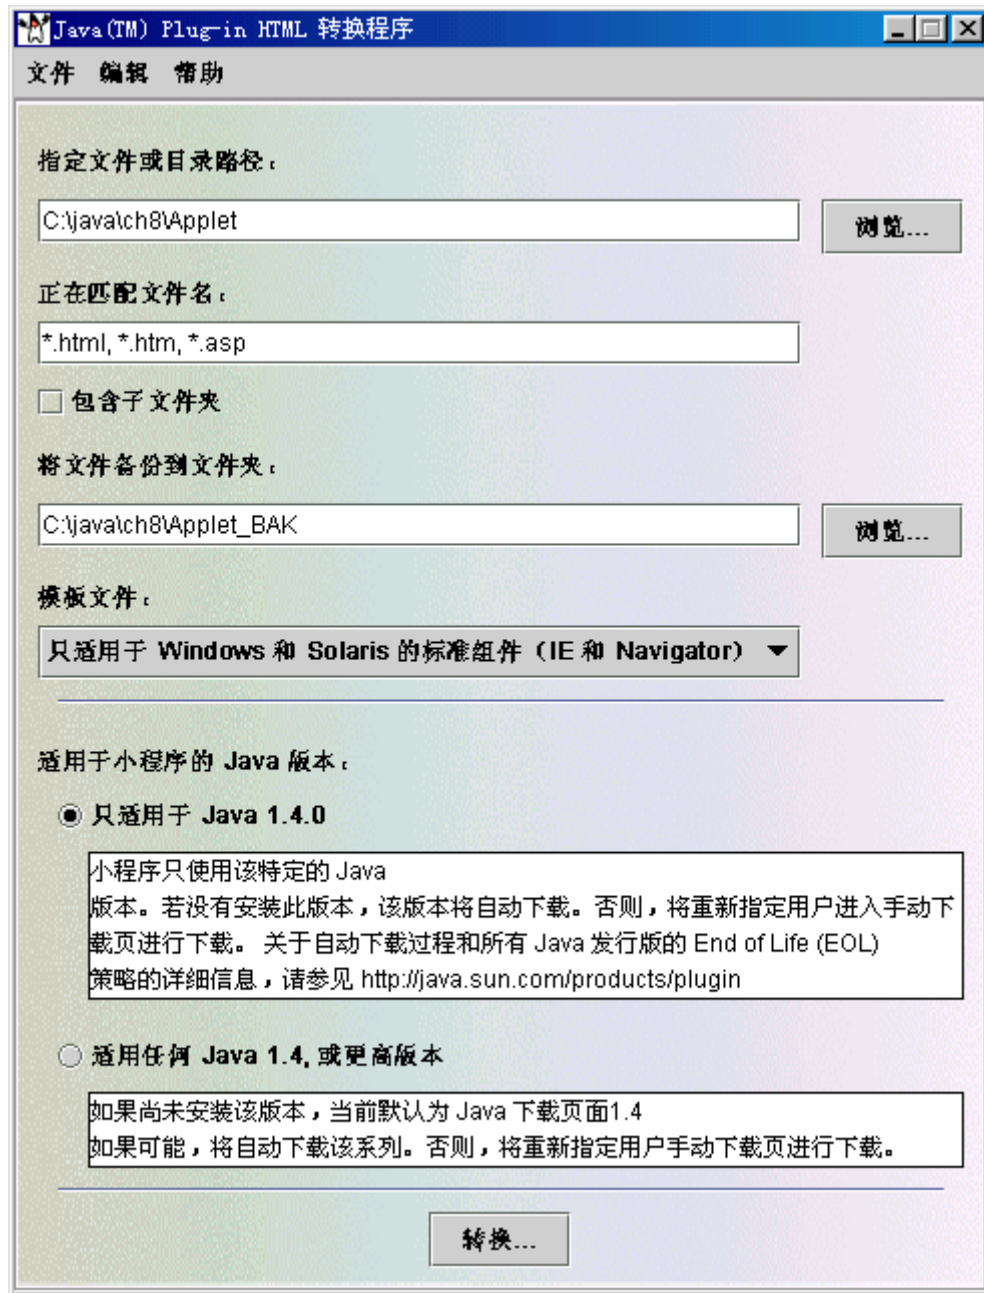 Java(TM) Plug-in HTML 转换程序
文件 编辑 帮助
指定文件或目录路径：
C:\java\ch8\Applet
浏览...
正在匹配文件名：
*.html, *.htm, *.asp
包含子文件夹
将文件备份到文件夹：
C:\java\ch8\Applet_BAK
浏览...
模板文件：
只适用于 Windows 和 Solaris 的标准组件（IE 和 Navigator）
适用于小程序的 Java 版本：
只适用于 Java 1.4.0
小程序只使用该特定的 Java
版本。若没有安装此版本，该版本将自动下载。否则，将重新指定用户进入手动下
载页进行下载。 关于自动下载过程和所有 Java 发行版的 End of Life (EOL)
策略的详细信息，请参见 http://java.sun.com/products/plugin
适用任何 Java 1.4, 或更高版本
如果尚未安装该版本，当前默认为 Java 下载页面1.4
如果可能，将自动下载该系列。否则，将重新指定用户手动下载页进行下载。
转换...